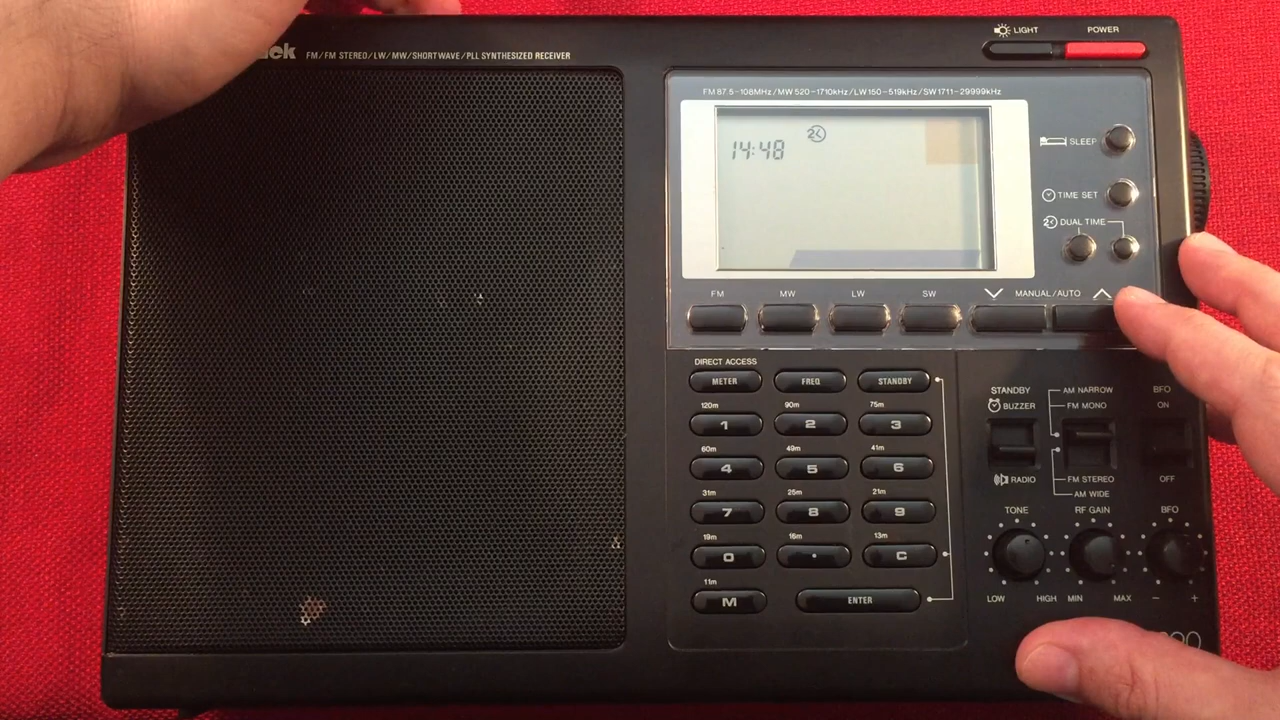 FM/FM STEREO/LW/MW/SHORTWAVE/PLL SYNTHESIZED RECEIVER
LIGHT POWER
FM 87.5-108MHz/MW 520-1710kHz/LW 150-519kHz/SW 1711-29999kHz
14:48
SLEEP
TIME SET
DUAL TIME
FM MW LW SW MANUAL/AUTO
DIRECT ACCESS
METER FREQ STANDBY
120m 90m 75m
1 2 3
60m 49m 41m
4 5 6
31m 25m 21m
7 8 9
19m 16m 13m
0 . C
11m
M ENTER
STANDBY AM NARROW BFO
BUZZER FM MONO ON
RADIO FM STEREO OFF
AM WIDE
TONE RF GAIN BFO
LOW HIGH MIN MAX - +